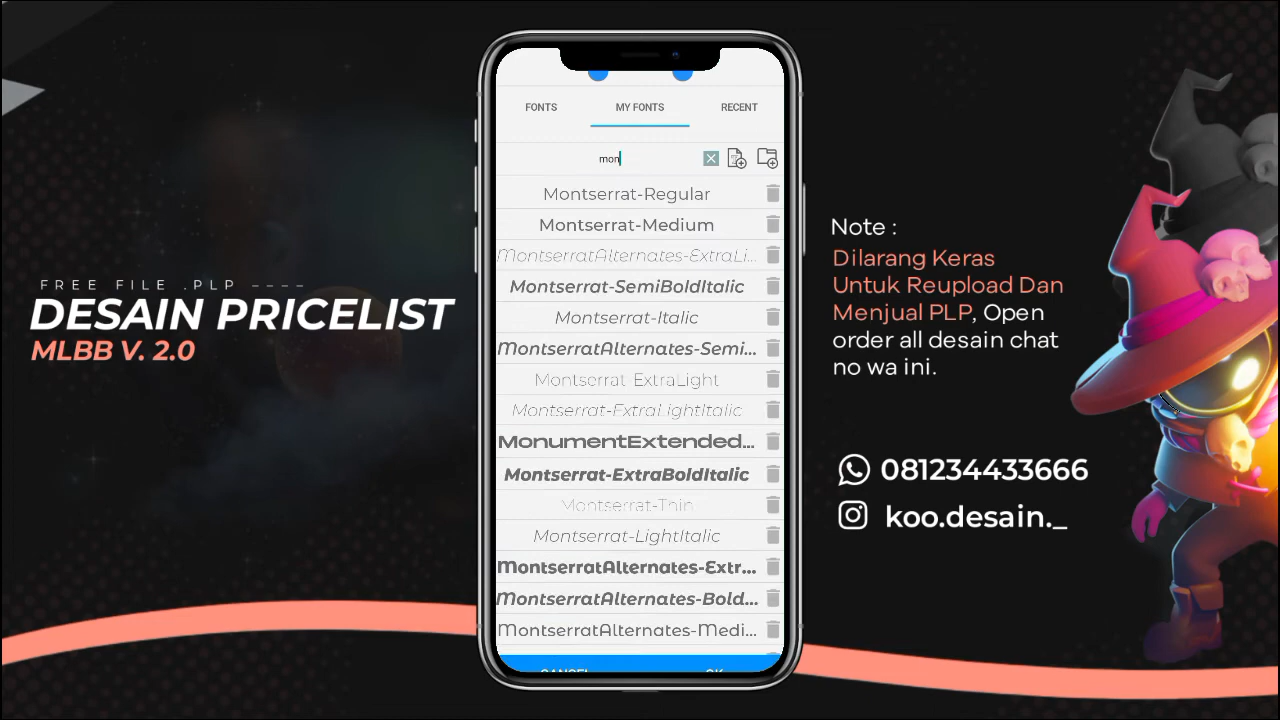 FREE FILE .PLP ----
DESAIN PRICELIST
MLBB V. 2.0
FONTS
MY FONTS
RECENT
mon
Montserrat-Regular
Montserrat-Medium
MontserratAlternates-ExtraLi...
Montserrat-SemiBoldItalic
Montserrat-Italic
MontserratAlternates-Semi...
Montserrat-ExtraLight
Montserrat-ExtraLightItalic
MonumentExtended...
Montserrat-ExtraBoldItalic
Montserrat-Thin
Montserrat-LightItalic
MontserratAlternates-Extr...
MontserratAlternates-Bold...
MontserratAlternates-Medi...
CANCEL
OK
Note :
Dilarang Keras
Untuk Reupload Dan
Menjual PLP, Open
order all desain chat
no wa ini.
081234433666
koo.desain._